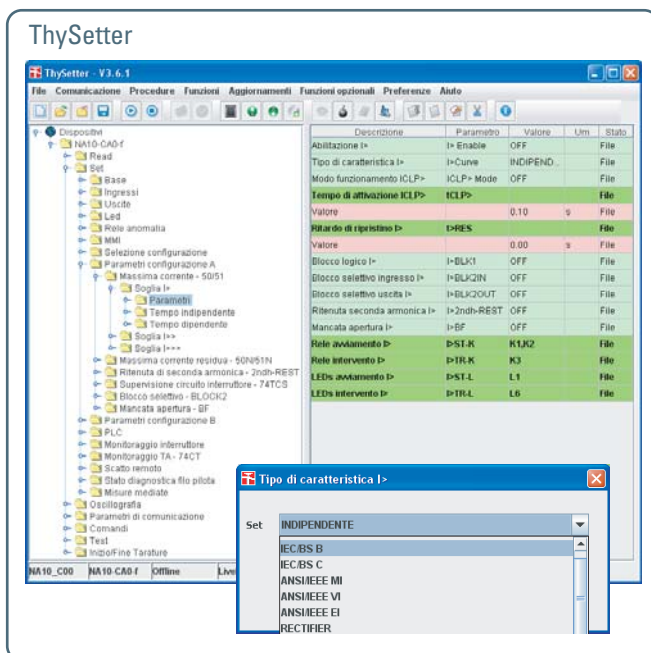 ThySetter
ThySetter - V3.6.1
File Comunicazione Procedure Funzioni Aggiornamenti Funzioni opzionali Preferenze Aiuto
Dispositivi
NA10-CA0-f
Read
Set
Base
Ingressi
Uscite
Led
Rele anomalia
MMI
Selezione configurazione
Parametri configurazione A
Massima corrente - 50/51
Soglia I>
Parametri
Tempo indipendente
Tempo dipendente
Soglia I>>
Soglia I>>>
Massima corrente residua - 50N/51N
Ritenuta di seconda armonica - 2ndh-REST
Supervisione circuito interruttore - 74TCS
Blocco selettivo - BLOCK2
Mancata apertura - BF
Parametri configurazione B
PLC
Monitoraggio interruttore
Monitoraggio TA - 74CT
Scatto remoto
Stato diagnostica filo pilota
Misure mediate
Oscillografia
Parametri di comunicazione
Comandi
Test
Inizio/Fine Tarature
NA10_C00 NA10-CA0-f Offline
Descrizione Parametro Valore Um Stato
Abilitazione I> I> Enable OFF File
Tipo di caratteristica I> I>Curve INDIPEND... File
Modo funzionamento ICLP> ICLP> Mode OFF File
Tempo di attivazione ICLP> tCLP> File
Valore 0.10 s File
Ritardo di ripristino I> t>RES File
Valore 0.00 s File
Blocco logico I> I>BLK1 OFF File
Blocco selettivo ingresso I> I>BLK2IN OFF File
Blocco selettivo uscita I> I>BLK2OUT OFF File
Ritenuta seconda armonica I> I>2ndh-REST OFF File
Mancata apertura I> I>BF OFF File
Rele avviamento I> I>ST-K K1,K2 File
Rele intervento I> I>TR-K K3 File
LEDs avviamento I> I>ST-L L1 File
LEDs intervento I> I>TR-L L6 File
Tipo di caratteristica I>
Set INDIPENDENTE
IEC/BS B
IEC/BS C
ANSI/IEEE MI
ANSI/IEEE VI
ANSI/IEEE EI
RECTIFIER